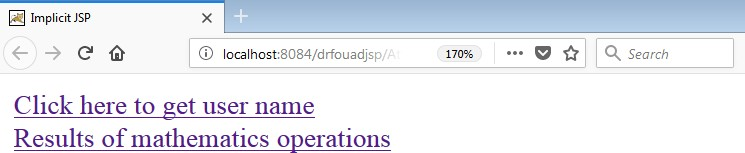 Implicit JSP
localhost:8084/drfouadjsp/A
170%
Search
Click here to get user name
Results of mathematics operations